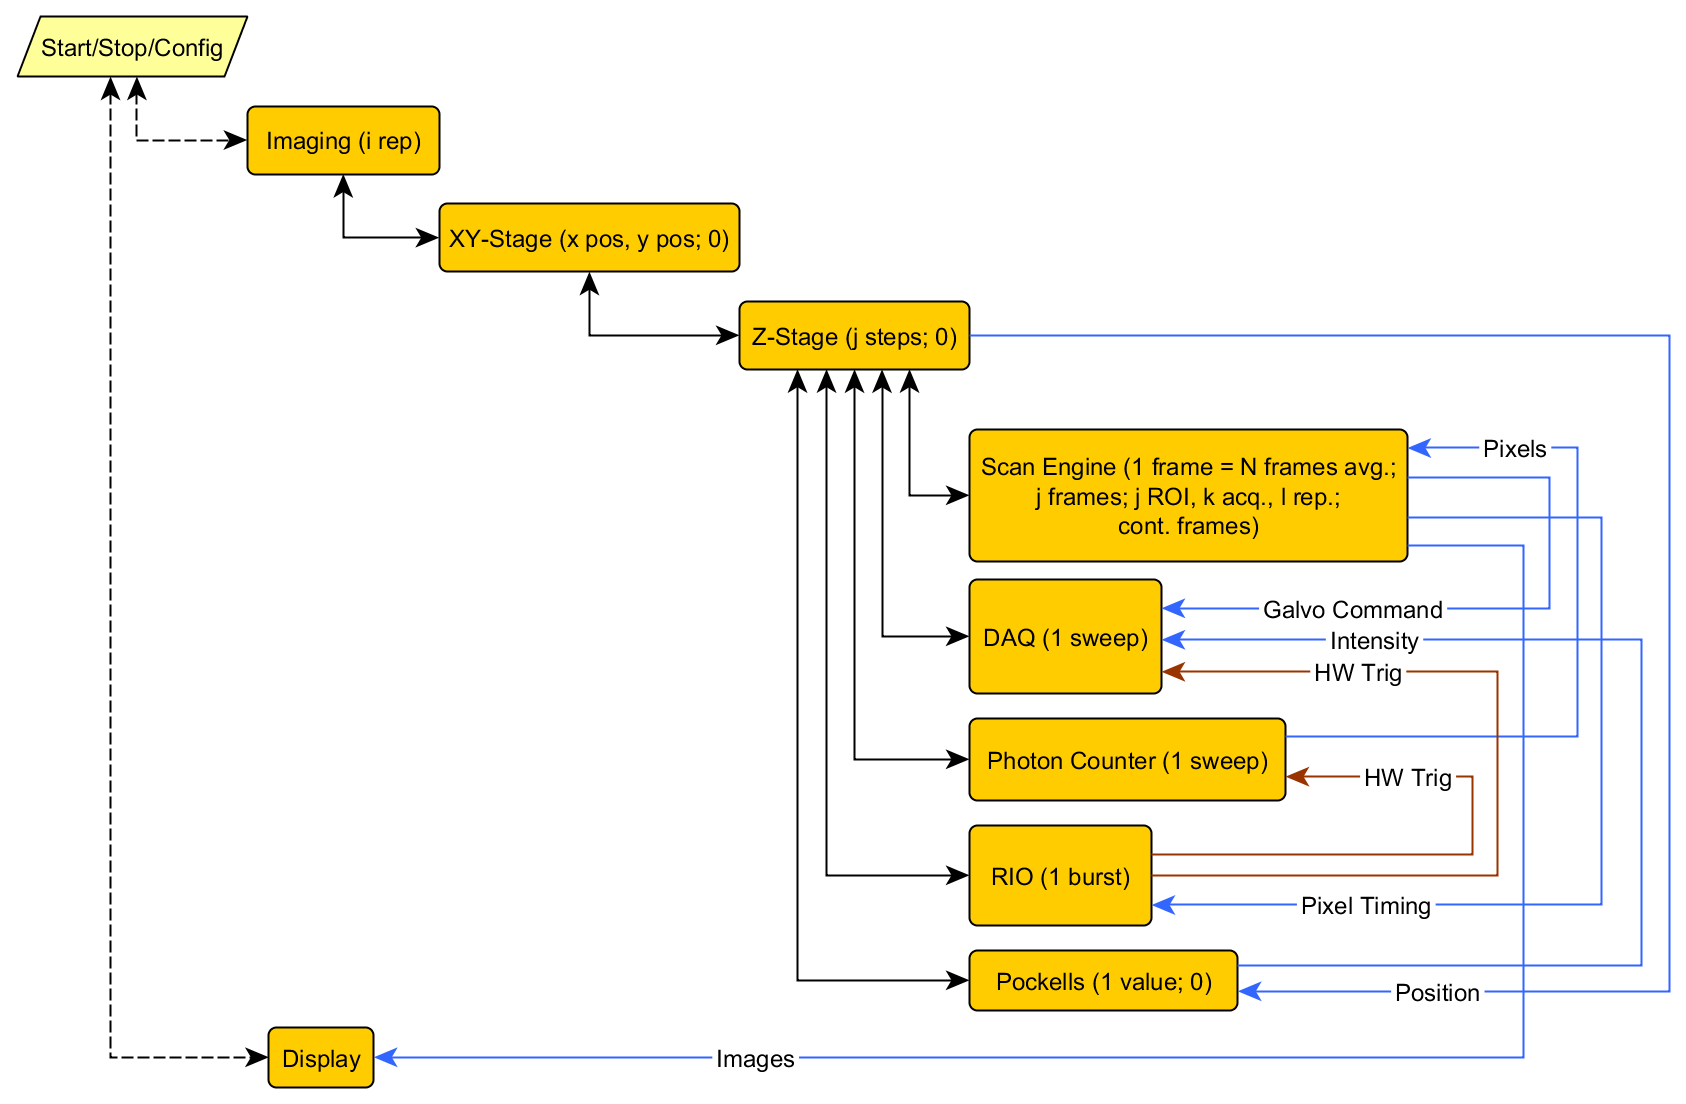 Start/Stop/Config
Imaging (i rep)
XY-Stage (x pos, y pos; 0)
Z-Stage (j steps; 0)
Scan Engine (1 frame = N frames avg.;
j frames; j ROI, k acq., l rep.;
cont. frames)
Pixels
Galvo Command
DAQ (1 sweep)
Intensity
HW Trig
Photon Counter (1 sweep)
HW Trig
RIO (1 burst)
Pixel Timing
Pockells (1 value; 0)
Position
Display
Images